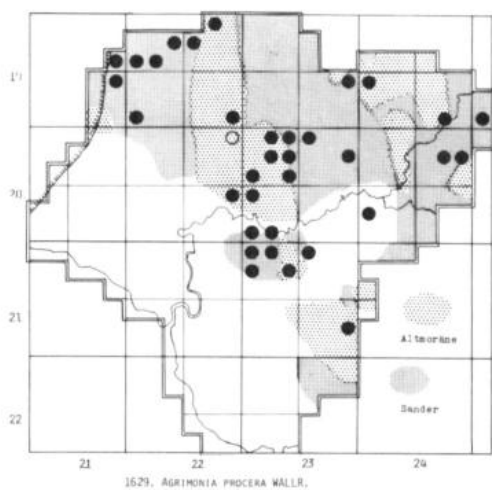 19
20
21
22
Altmoräne
Sander
21
22
23
24
1629. AGRIMONIA PROCERA WALLR.